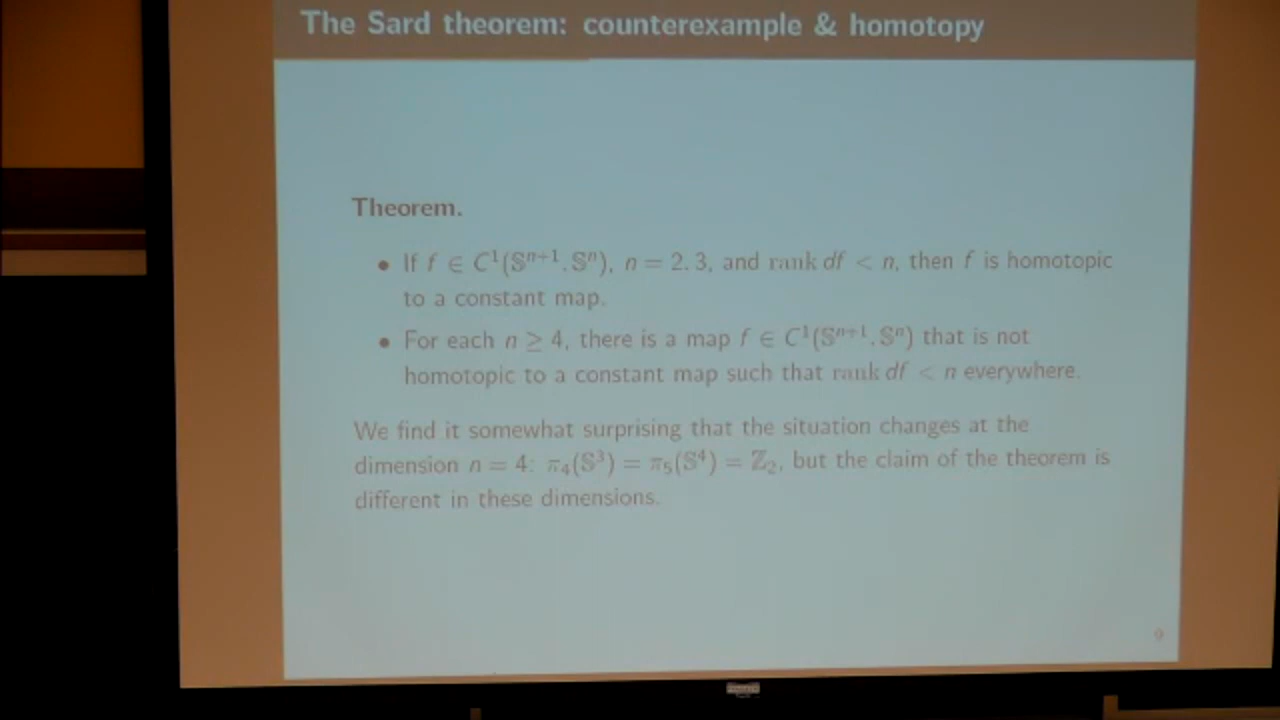 The Sard theorem: counterexample & homotopy
Theorem.
• If f ∈ C¹(𝕊ⁿ⁺¹, 𝕊ⁿ), n = 2, 3, and rank df < n, then f is homotopic
to a constant map.
• For each n ≥ 4, there is a map f ∈ C¹(𝕊ⁿ⁺¹, 𝕊ⁿ) that is not
homotopic to a constant map such that rank df < n everywhere.
We find it somewhat surprising that the situation changes at the
dimension n = 4: π₄(𝕊³) = π₅(𝕊⁴) = ℤ₂, but the claim of the theorem is
different in these dimensions.
9